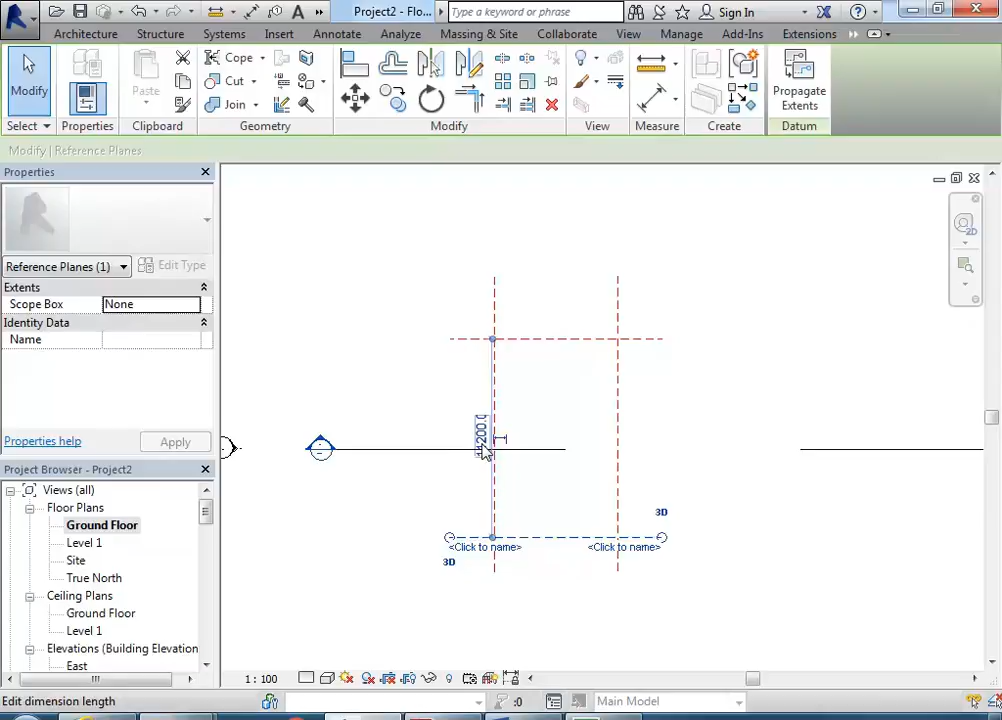 Project2 - Flo...
Type a keyword or phrase
Sign In
Architecture
Structure
Systems
Insert
Annotate
Analyze
Massing & Site
Collaborate
View
Manage
Add-Ins
Extensions
Modify
Paste
Cope
Cut
Join
Propagate
Extents
Select
Properties
Clipboard
Geometry
Modify
View
Measure
Create
Datum
Modify | Reference Planes
Properties
Reference Planes (1)
Edit Type
Extents
Scope Box
None
Identity Data
Name
Properties help
Apply
Project Browser - Project2
Views (all)
Floor Plans
Ground Floor
Level 1
Site
True North
Ceiling Plans
Ground Floor
Level 1
Elevations (Building Elevation
East
2D
3D
<Click to name>
<Click to name>
3D
1 : 100
Edit dimension length
:0
Main Model